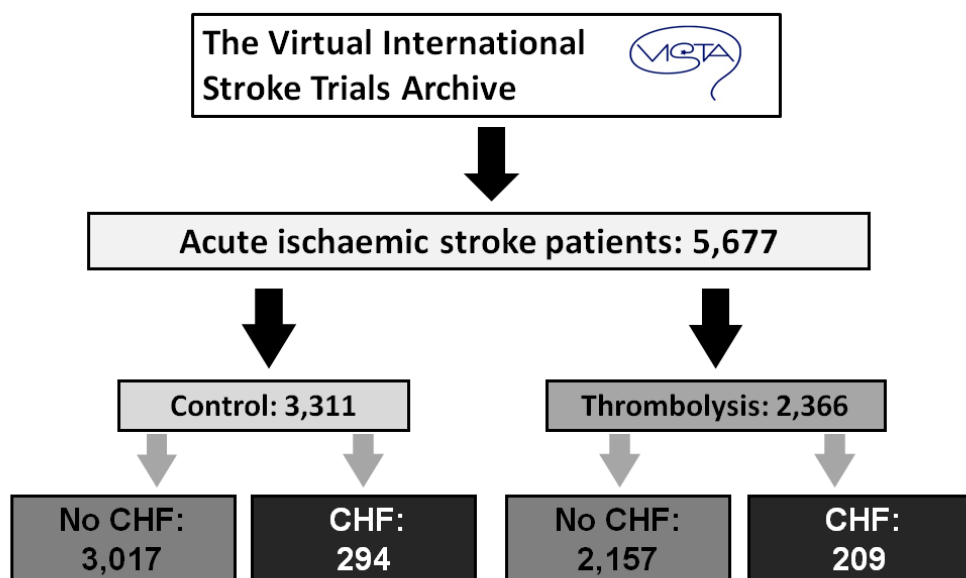 The Virtual International
Stroke Trials Archive
VISTA
Acute ischaemic stroke patients: 5,677
Control: 3,311
Thrombolysis: 2,366
No CHF:
3,017
CHF:
294
No CHF:
2,157
CHF:
209